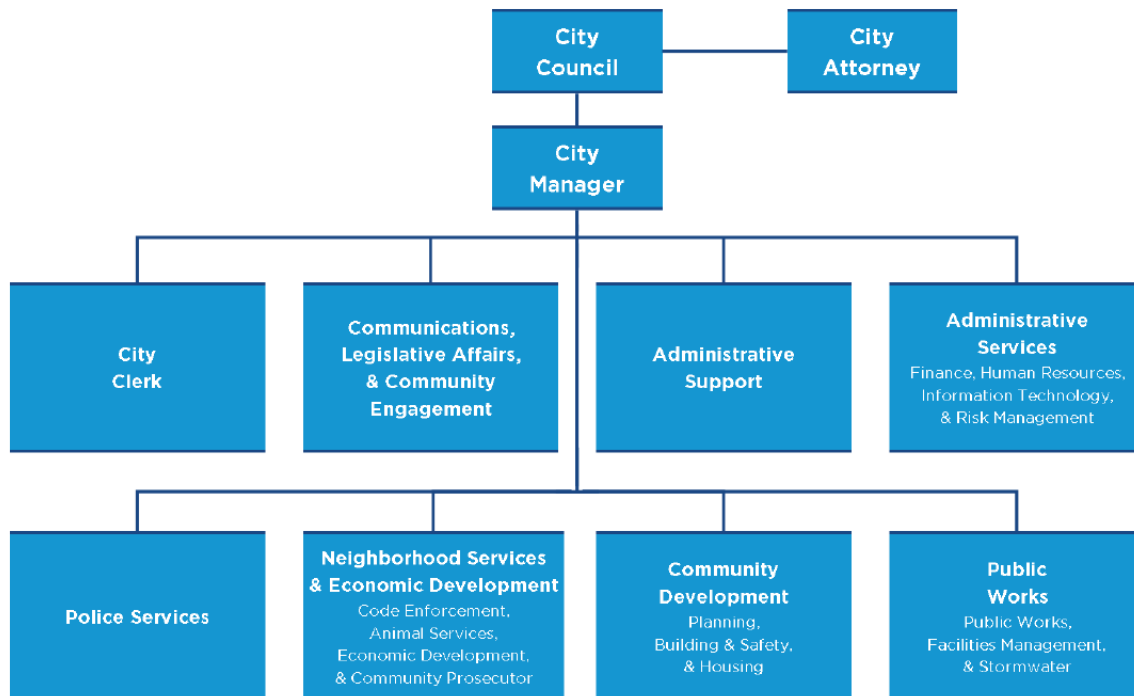 City
Council
City
Attorney
City
Manager
City
Clerk
Communications,
Legislative Affairs,
& Community
Engagement
Administrative
Support
Administrative
Services
Finance, Human Resources,
Information Technology,
& Risk Management
Police Services
Neighborhood Services
& Economic Development
Code Enforcement,
Animal Services,
Economic Development,
& Community Prosecutor
Community
Development
Planning,
Building & Safety,
& Housing
Public
Works
Public Works,
Facilities Management,
& Stormwater